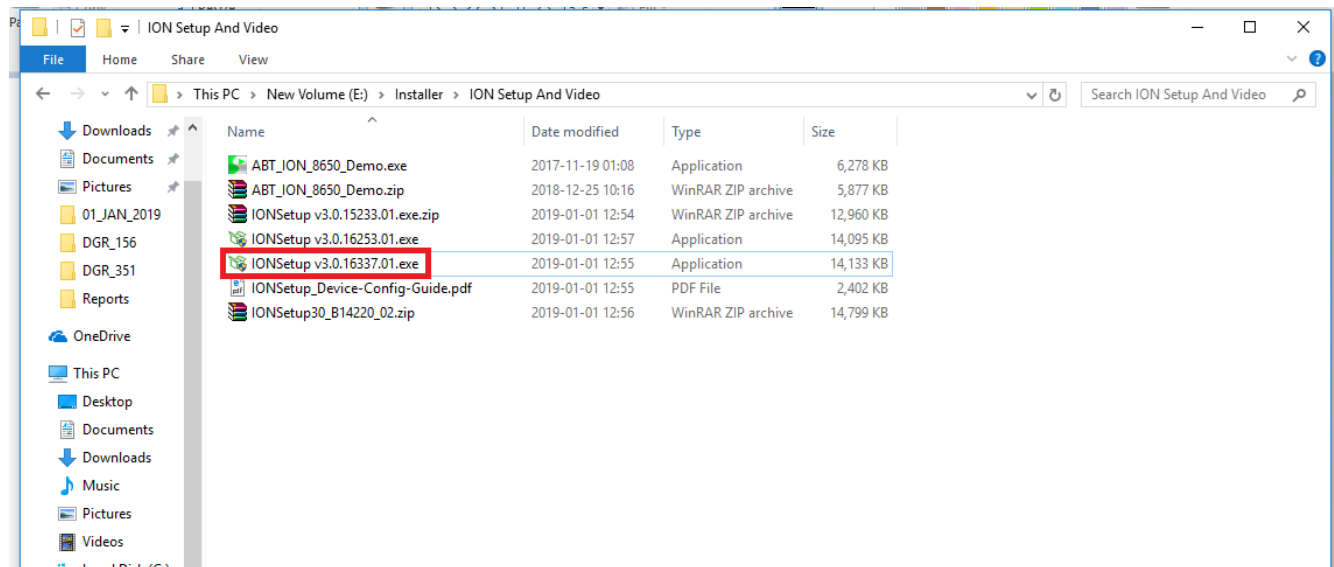 ION Setup And Video
File Home Share View
This PC > New Volume (E:) > Installer > ION Setup And Video
Search ION Setup And Video
Name Date modified Type Size
ABT_ION_8650_Demo.exe 2017-11-19 01:08 Application 6,278 KB
ABT_ION_8650_Demo.zip 2018-12-25 10:16 WinRAR ZIP archive 5,877 KB
IONSetup v3.0.15233.01.exe.zip 2019-01-01 12:54 WinRAR ZIP archive 12,960 KB
IONSetup v3.0.16253.01.exe 2019-01-01 12:57 Application 14,095 KB
IONSetup v3.0.16337.01.exe 2019-01-01 12:55 Application 14,133 KB
IONSetup_Device-Config-Guide.pdf 2019-01-01 12:55 PDF File 2,402 KB
IONSetup30_B14220_02.zip 2019-01-01 12:56 WinRAR ZIP archive 14,799 KB
Downloads
Documents
Pictures
01_JAN_2019
DGR_156
DGR_351
Reports
OneDrive
This PC
Desktop
Documents
Downloads
Music
Pictures
Videos